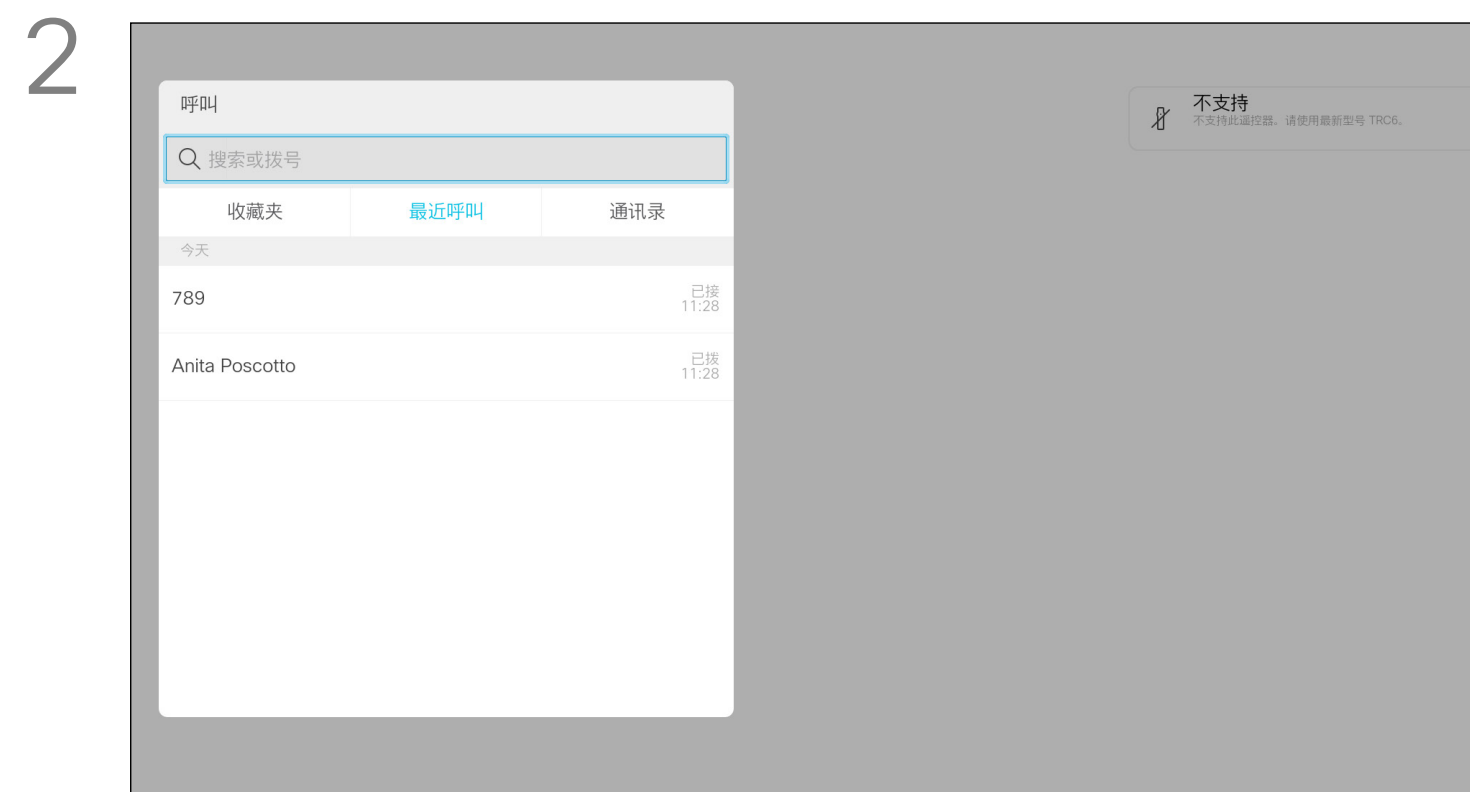 2
呼叫
搜索或拨号
收藏夹 最近呼叫 通讯录
今天
789
已接
11:28
Anita Poscotto
已拨
11:28
不支持
不支持此遥控器。请使用最新型号 TRC6。